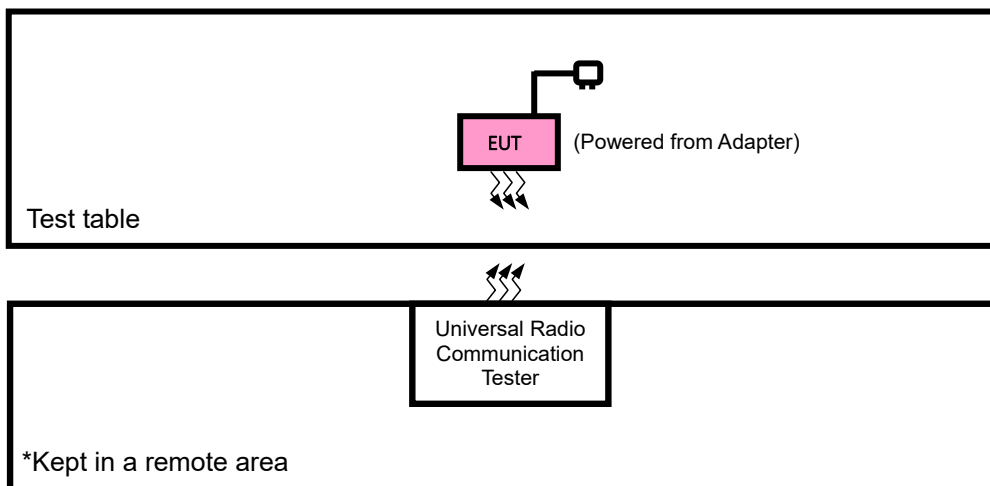 EUT
(Powered from Adapter)
Test table
Universal Radio
Communication
Tester
*Kept in a remote area